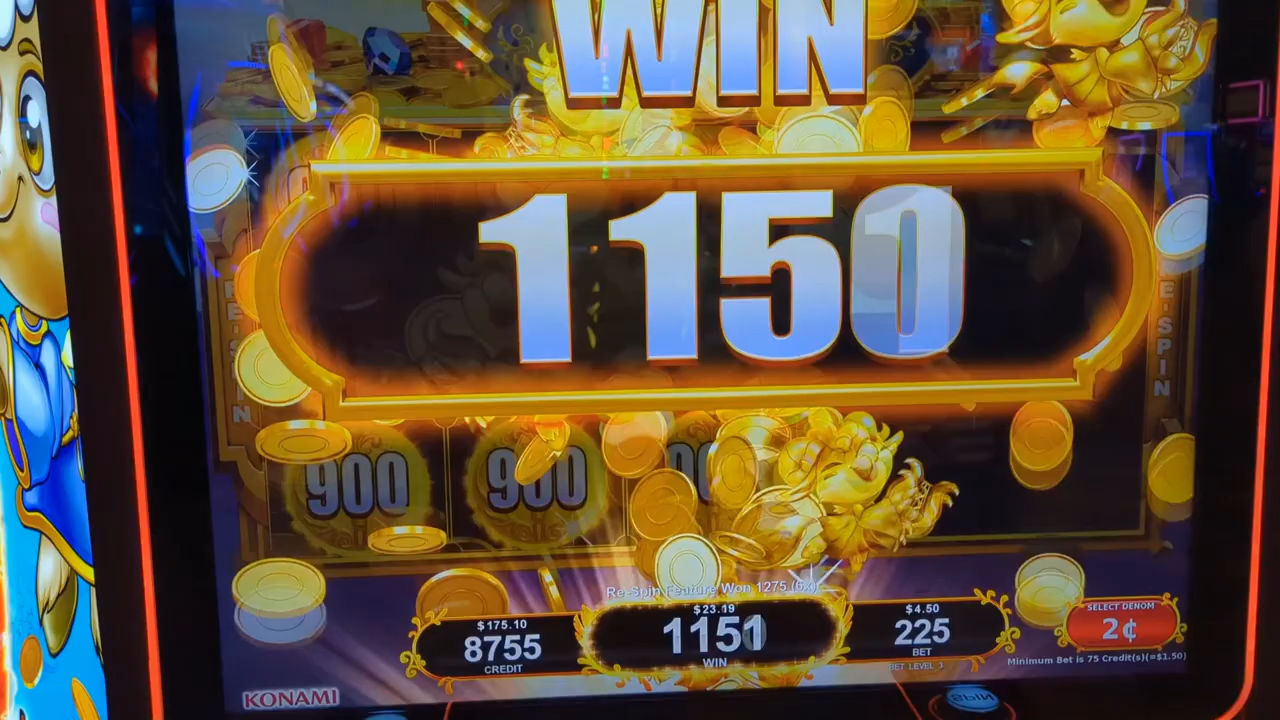 WIN
1150
RE-SPIN
RE-SPIN
900
900
Re-Spin Feature Won 1275 (6x)
$175.10
8755
CREDIT
$23.19
1151
WIN
$4.50
225
BET
BET LEVEL 3
SELECT DENOM
2¢
Minimum Bet is 75 Credit(s)(=$1.50)
KONAMI
SPIN